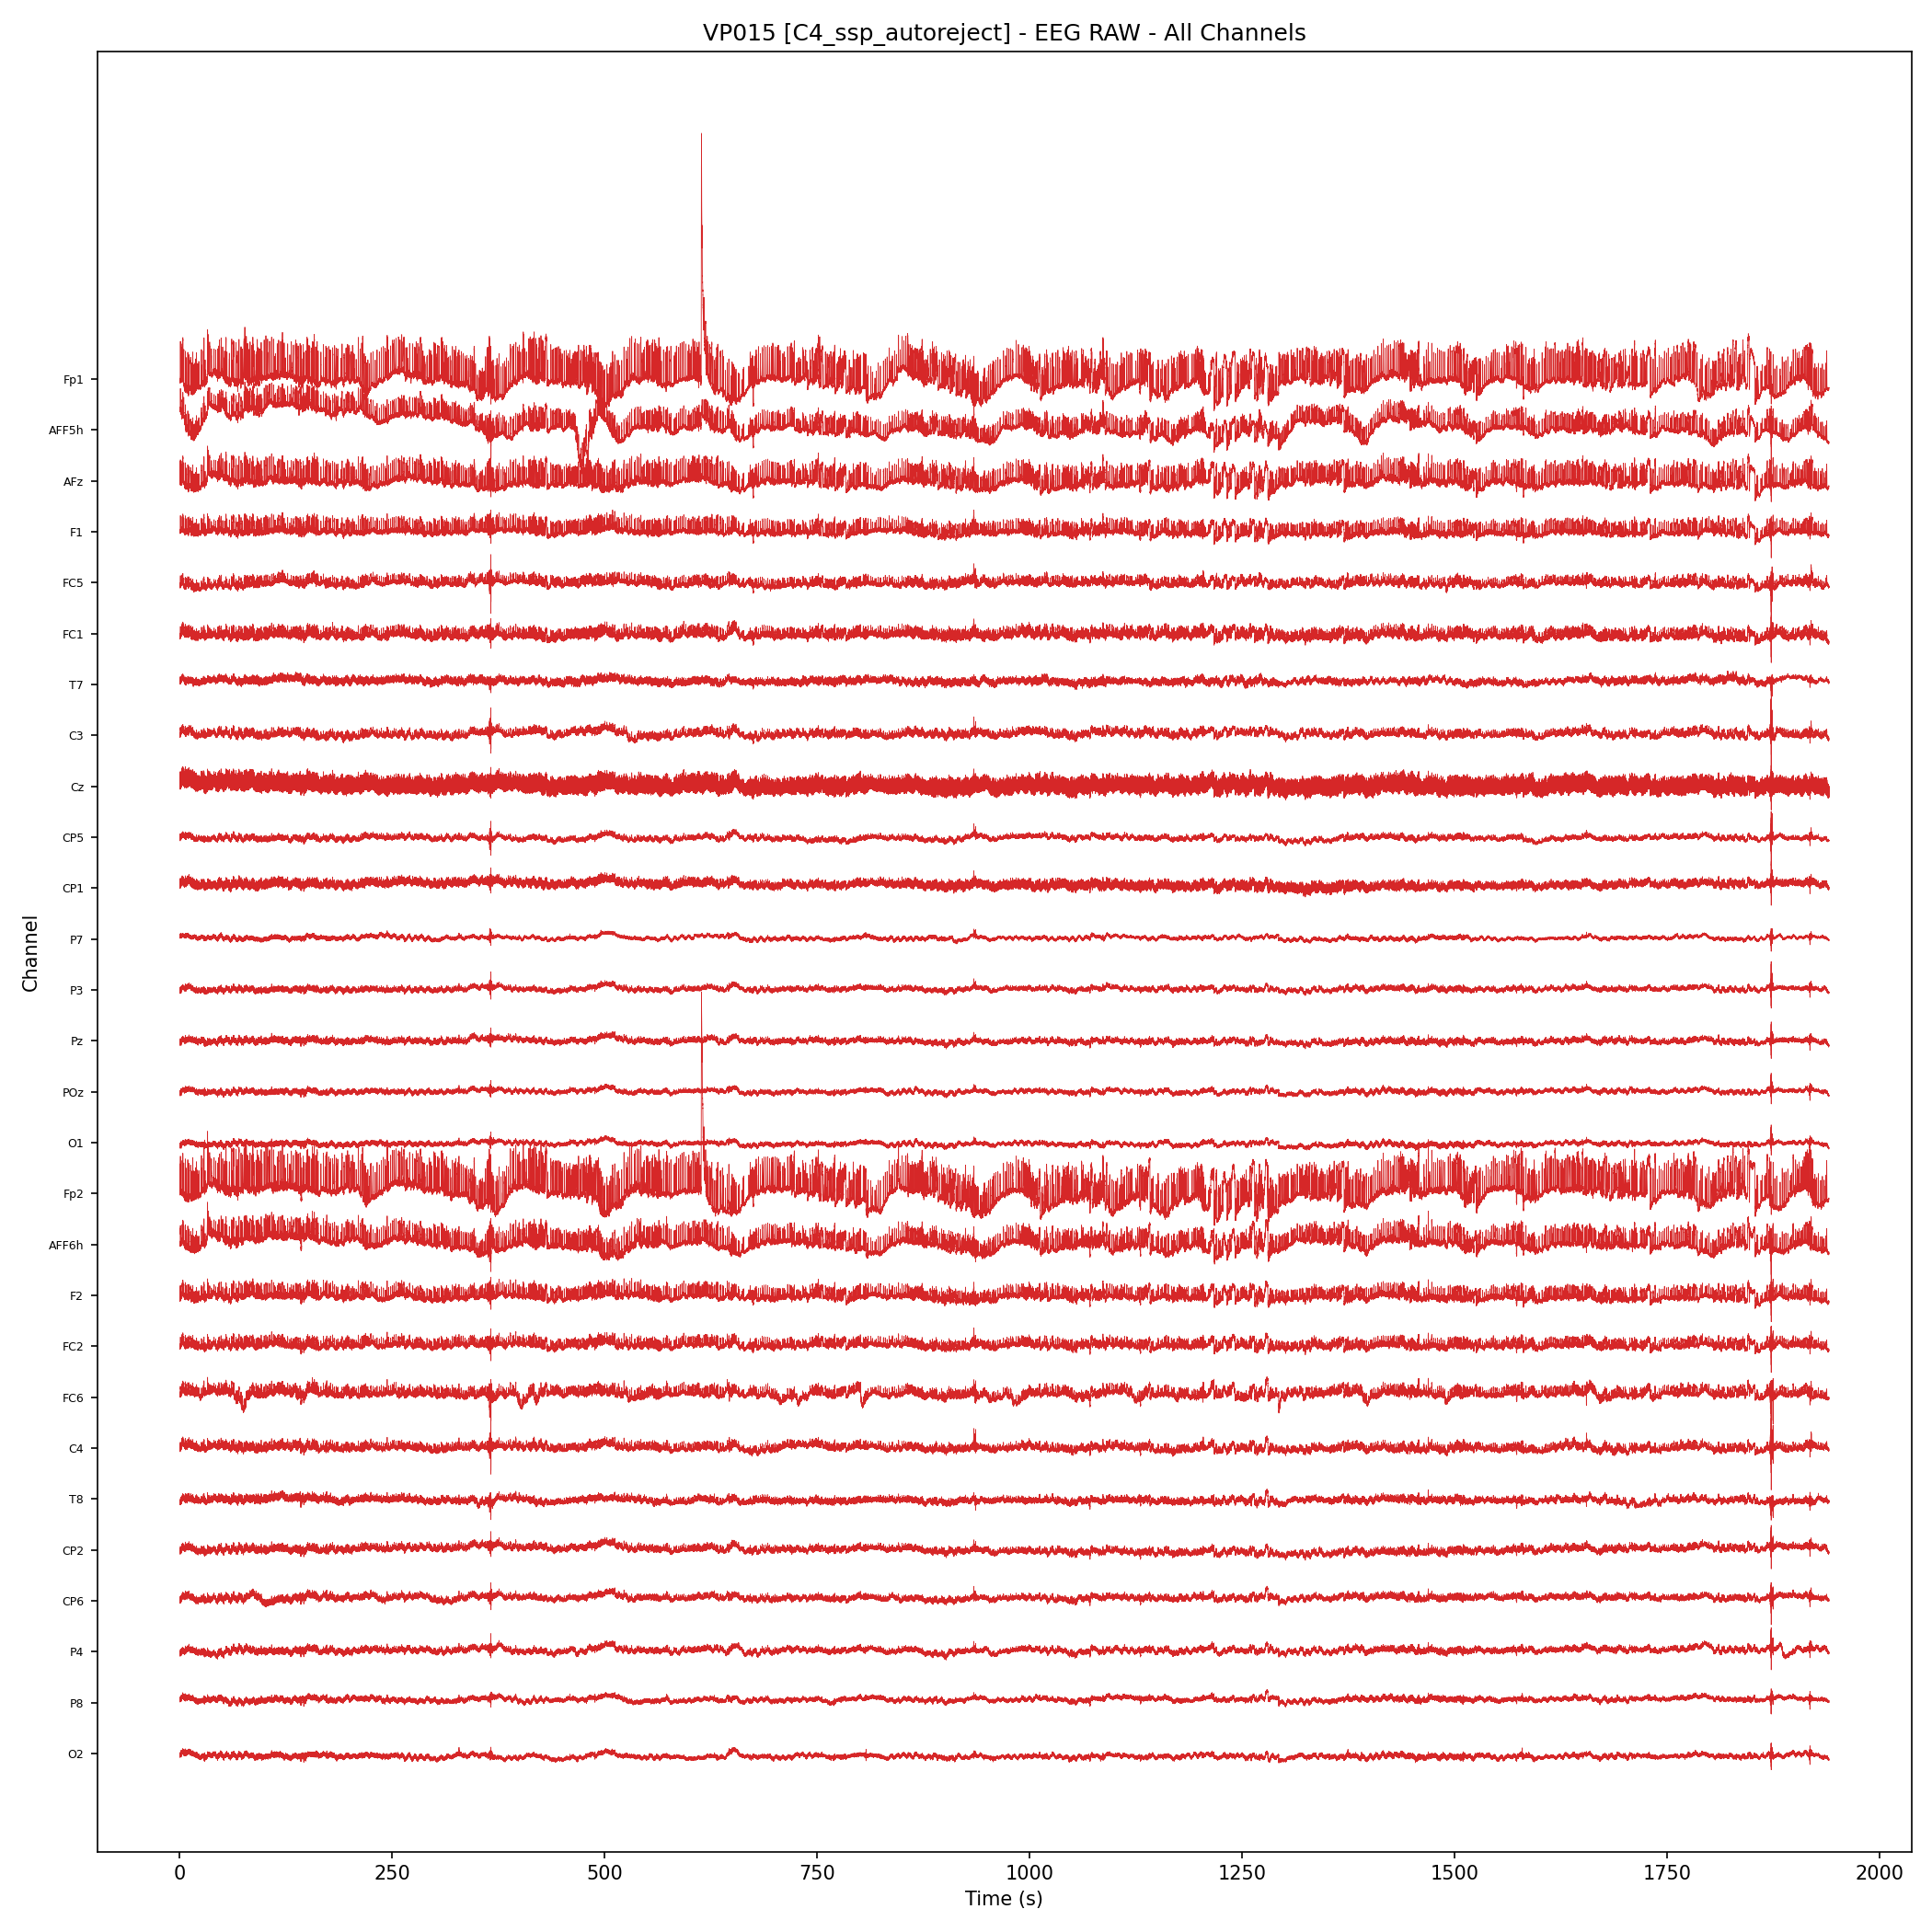 VP015 [C4_ssp_autoreject] - EEG RAW - All Channels
Channel
Fp1
AFF5h
AFz
F1
FC5
FC1
T7
C3
Cz
CP5
CP1
P7
P3
Pz
POz
O1
Fp2
AFF6h
F2
FC2
FC6
C4
T8
CP2
CP6
P4
P8
O2
0 250 500 750 1000 1250 1500 1750 2000
Time (s)